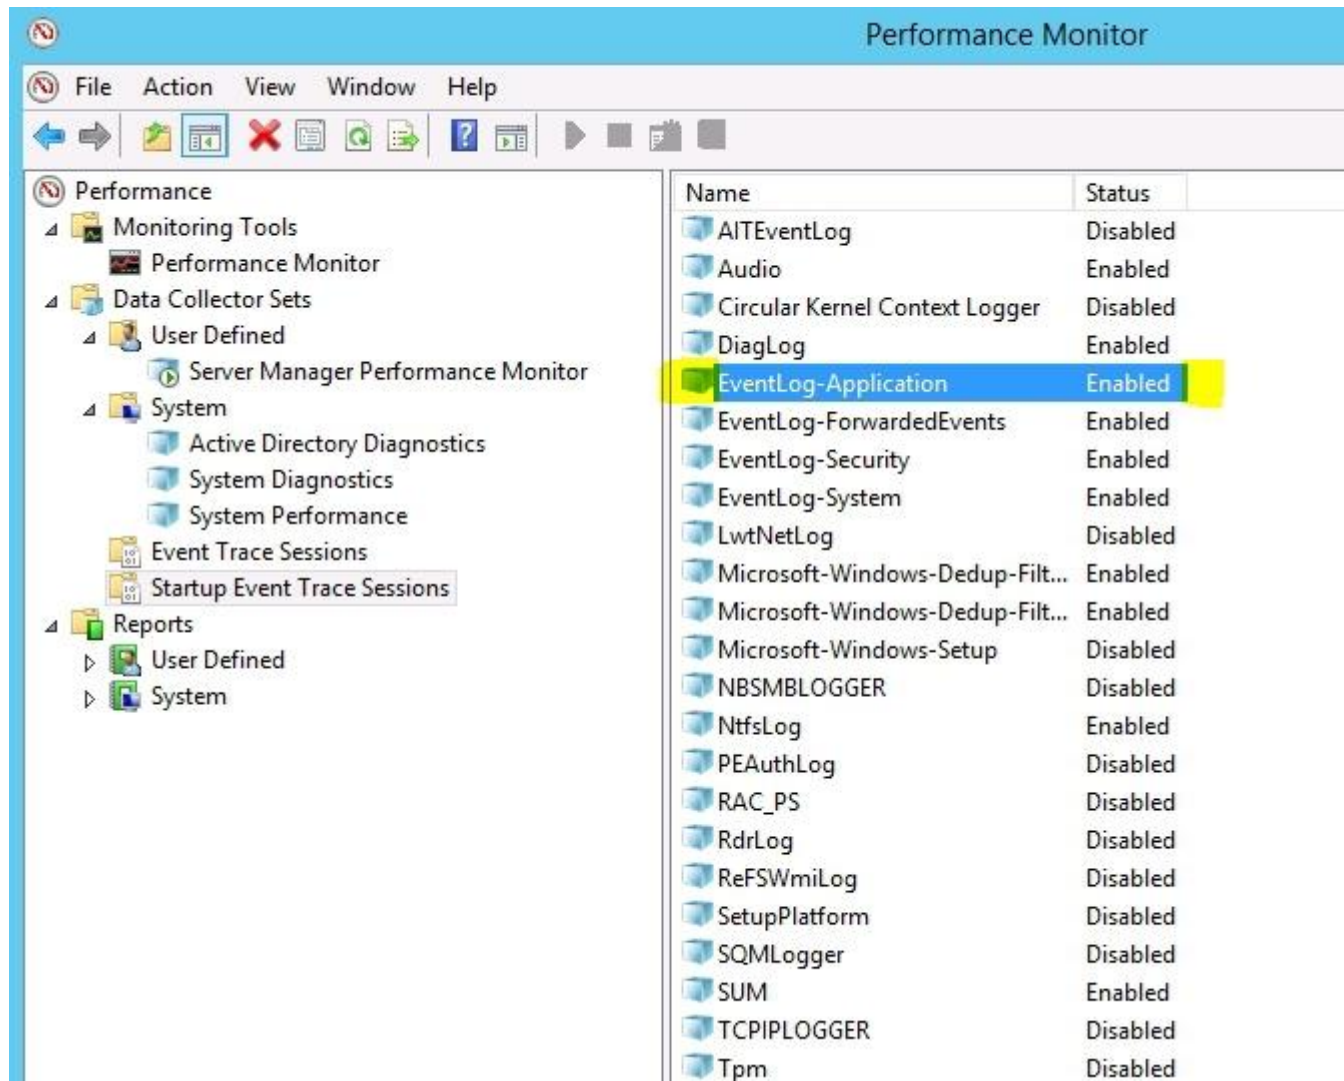 Performance Monitor
File Action View Window Help
Performance
Monitoring Tools
Performance Monitor
Data Collector Sets
User Defined
Server Manager Performance Monitor
System
Active Directory Diagnostics
System Diagnostics
System Performance
Event Trace Sessions
Startup Event Trace Sessions
Reports
User Defined
System
Name Status
AITEventLog Disabled
Audio Enabled
Circular Kernel Context Logger Disabled
DiagLog Enabled
EventLog-Application Enabled
EventLog-ForwardedEvents Enabled
EventLog-Security Enabled
EventLog-System Enabled
LwtNetLog Disabled
Microsoft-Windows-Dedup-Filt... Enabled
Microsoft-Windows-Dedup-Filt... Enabled
Microsoft-Windows-Setup Disabled
NBSMBLOGGER Disabled
NtfsLog Enabled
PEAuthLog Disabled
RAC_PS Disabled
RdrLog Disabled
ReFSWmiLog Disabled
SetupPlatform Disabled
SQMLogger Disabled
SUM Enabled
TCPIPLOGGER Disabled
Tpm Disabled